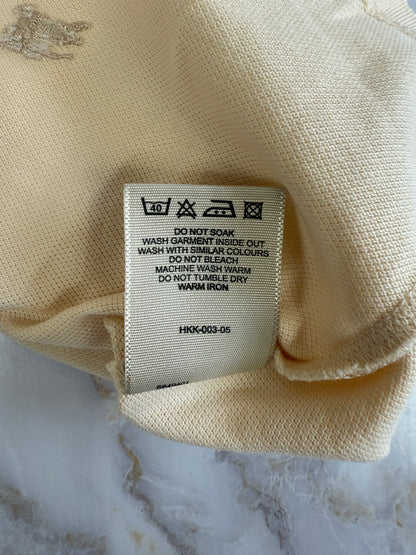 40
DO NOT SOAK
WASH GARMENT INSIDE OUT
WASH WITH SIMILAR COLOURS
DO NOT BLEACH
MACHINE WASH WARM
DO NOT TUMBLE DRY
WARM IRON
HKK-003-05